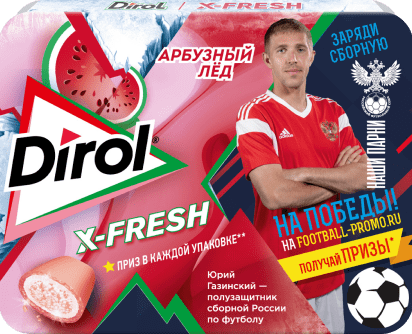 Dirol / X-FRESH
АРБУЗНЫЙ
ЛЁД
ЗАРЯДИ
СБОРНУЮ
Dirol
X-FRESH
★ ПРИЗ В КАЖДОЙ УПАКОВКЕ**
НАШИ ПАРНИ
НА ПОБЕДЫ!
НА FOOTBALL-PROMO.RU
ПОЛУЧАЙ ПРИЗЫ*
Юрий
Газинский —
полузащитник
сборной России
по футболу